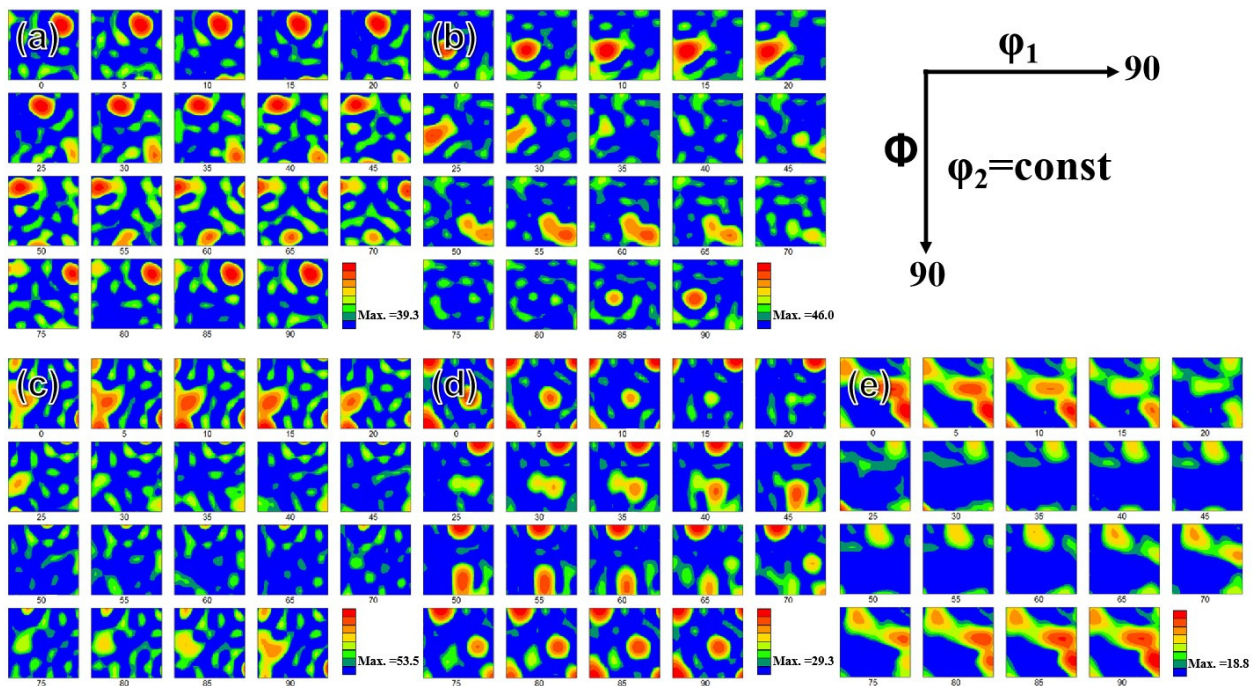 (a)
0 5 10 15 20
25 30 35 40 45
50 55 60 65 70
75 80 85 90
Max. =39.3
(b)
0 5 10 15 20
25 30 35 40 45
50 55 60 65 70
75 80 85 90
Max. =46.0
φ1
90
Φ
φ2=const
90
(c)
0 5 10 15 20
25 30 35 40 45
50 55 60 65 70
75 80 85 90
Max. =53.5
(d)
0 5 10 15 20
25 30 35 40 45
50 55 60 65 70
75 80 85 90
Max. =29.3
(e)
0 5 10 15 20
25 30 35 40 45
50 55 60 65 70
75 80 85 90
Max. =18.8